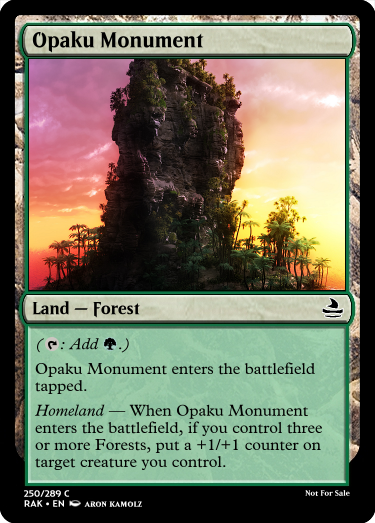 Opaku Monument
Land — Forest
(: Add .)
Opaku Monument enters the battlefield
tapped.
Homeland — When Opaku Monument
enters the battlefield, if you control three
or more Forests, put a +1/+1 counter on
target creature you control.
250/289 C
Not For Sale
RAK • EN ARON KAMOLZ